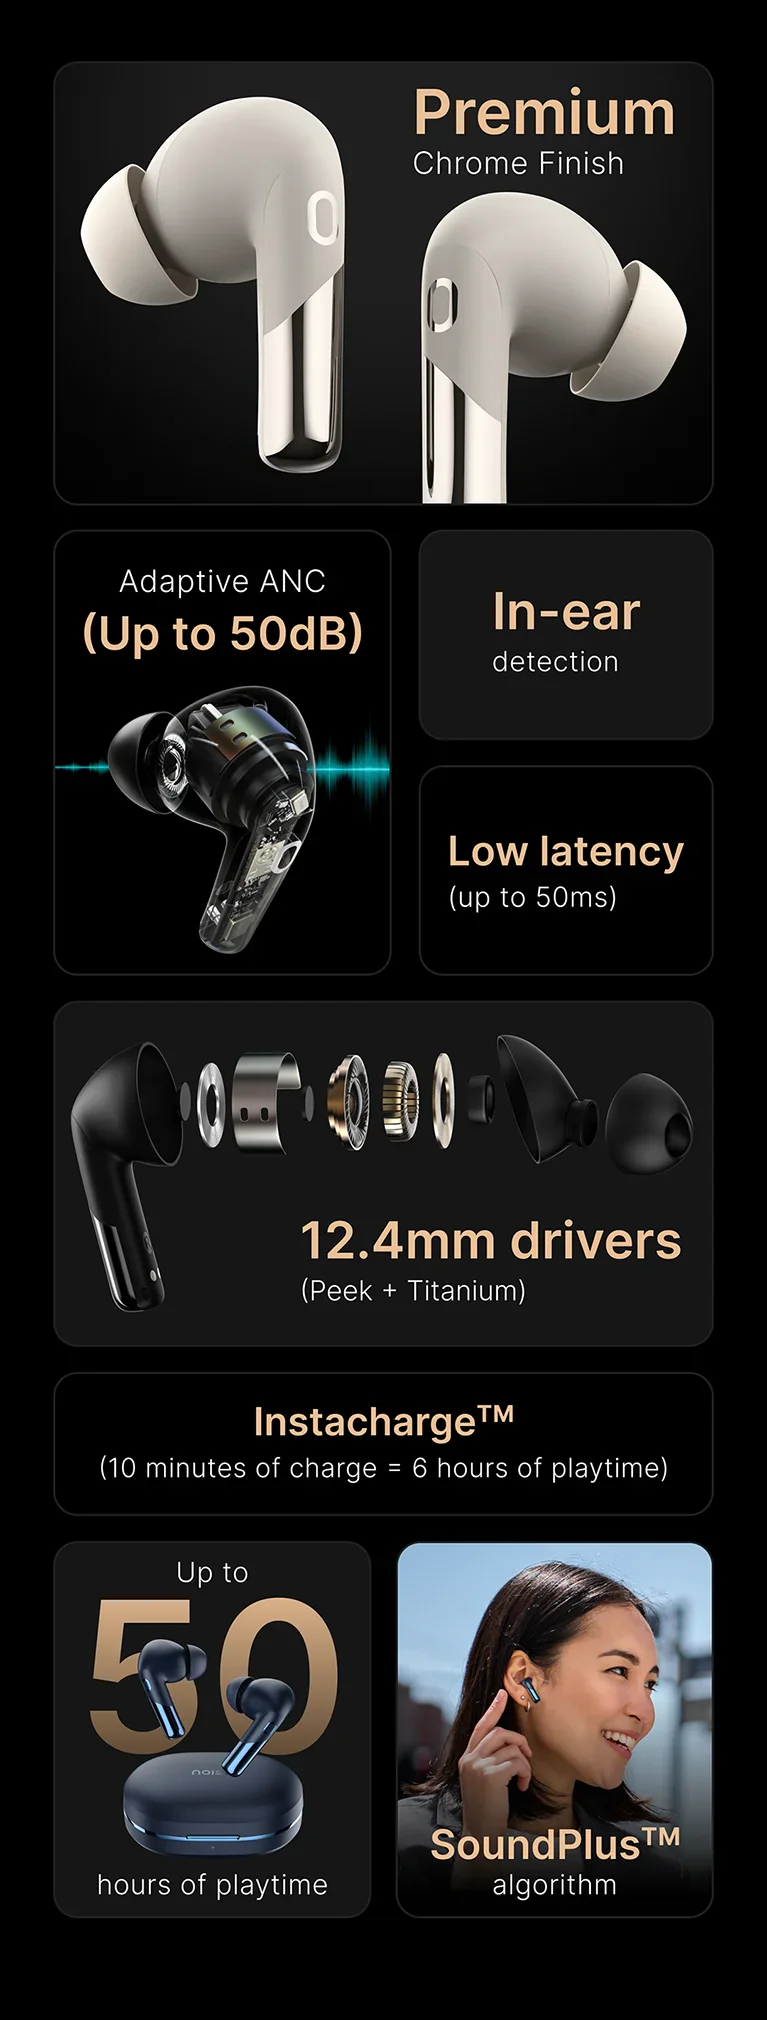 Premium
Chrome Finish
Adaptive ANC
(Up to 50dB)
In-ear
detection
Low latency
(up to 50ms)
12.4mm drivers
(Peek + Titanium)
Instacharge™
(10 minutes of charge = 6 hours of playtime)
Up to
50
hours of playtime
SoundPlus™
algorithm